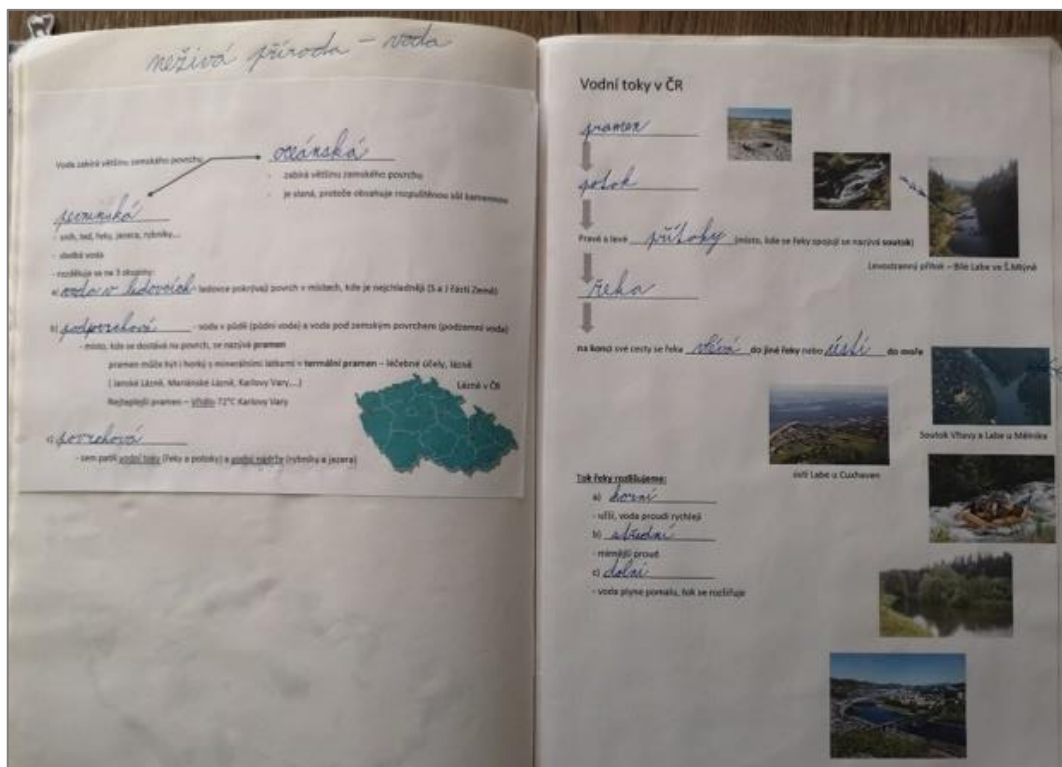 neživá příroda – voda
Voda zabírá většinu zemského povrchu
oceánská
- zabírá většinu zemského povrchu
- je slaná, protože obsahuje rozpuštěnou sůl kamennou
pevninská
- sníh, led, řeky, jezera, rybníky,...
- sladká voda
- rozděluje se na 3 skupiny:
a) voda v ledovcích - ledovce pokrývají povrch v místech, kde je nejchladněji (S a J části Země)
b) podpovrchová - voda v půdě (půdní voda) a voda pod zemským povrchem (podzemní voda)
- místo, kde se dostává na povrch, se nazývá pramen
pramen může být i horký s minerálními látkami = termální pramen – léčebné účely, lázně
( Janské Lázně, Mariánské Lázně, Karlovy Vary,...)
Nejteplejší pramen – Vřídlo 72°C Karlovy Vary
Lázně v ČR
c) povrchová
- sem patří vodní toky (řeky a potoky) a vodní nádrže (rybníky a jezera)
Vodní toky v ČR
pramen
potok
Pravé a levé přítoky (místo, kde se řeky spojují se nazývá soutok)
Levostranný přítok – Bílé Labe ve Š.Mlýně
řeka
na konci své cesty se řeka vlévá do jiné řeky nebo ústí do moře
Soutok Vltavy a Labe u Mělníka
ústí Labe u Cuxhaven
Tok řeky rozlišujeme:
a) horní
- užší, voda proudí rychleji
b) střední
- mírnější proud
c) dolní
- voda plyne pomalu, tok se rozšiřuje